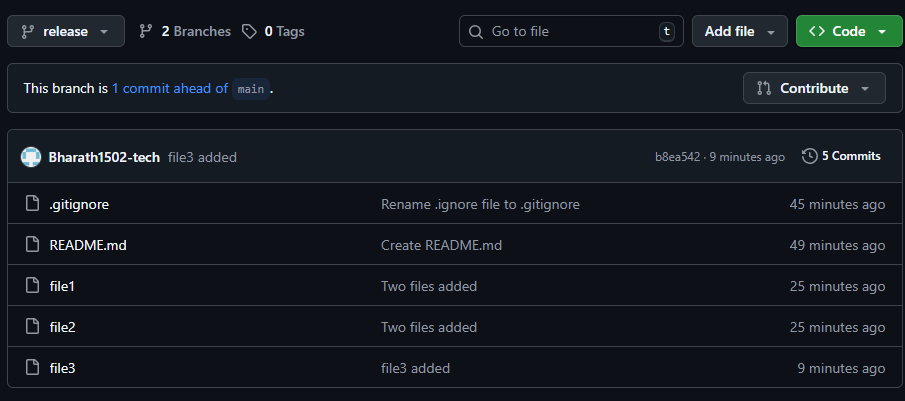 release 2 Branches 0 Tags Go to file t Add file Code
This branch is 1 commit ahead of main .
Contribute
Bharath1502-tech file3 added b8ea542 · 9 minutes ago 5 Commits
.gitignore Rename .ignore file to .gitignore 45 minutes ago
README.md Create README.md 49 minutes ago
file1 Two files added 25 minutes ago
file2 Two files added 25 minutes ago
file3 file3 added 9 minutes ago